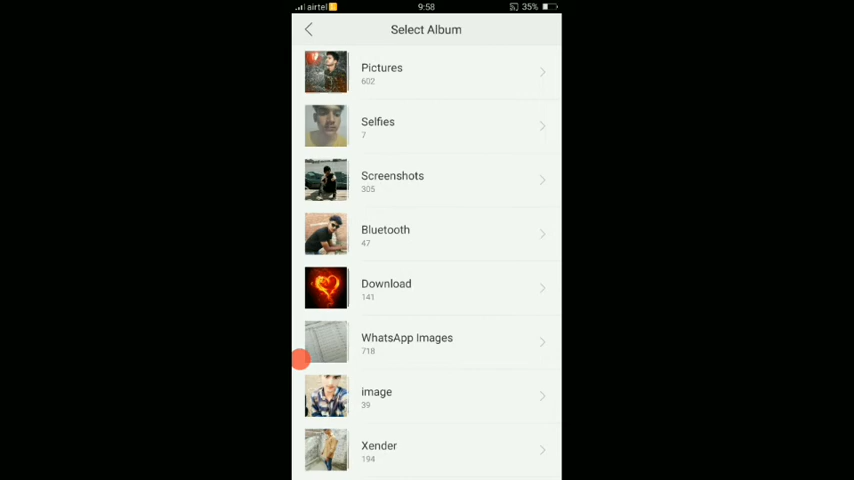 airtel 9:58 35%
Select Album
Pictures
602
Selfies
7
Screenshots
305
Bluetooth
47
Download
141
WhatsApp Images
718
image
39
Xender
194